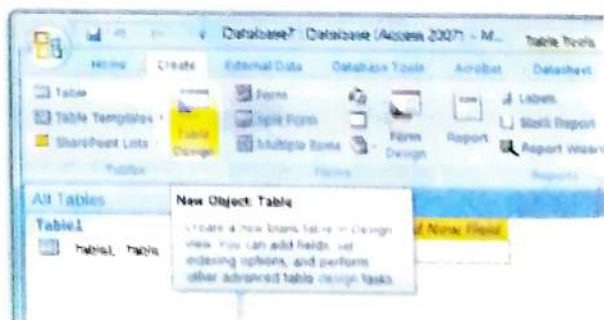 Database1 : Database (Access 2007) - M...
Table Tools
Home
Create
External Data
Database Tools
Acrobat
Datasheet
Table
Table Templates
SharePoint Lists
Table
Design
Tables
Form
Split Form
Multiple Items
Form
Design
Forms
Report
Labels
Blank Report
Report Wizard
Reports
All Tables
Table1
Table1 : Table
New Field
New Object: Table
Create a new blank table in Design
view. You can add fields, set
indexing options, and perform
other advanced table design tasks.